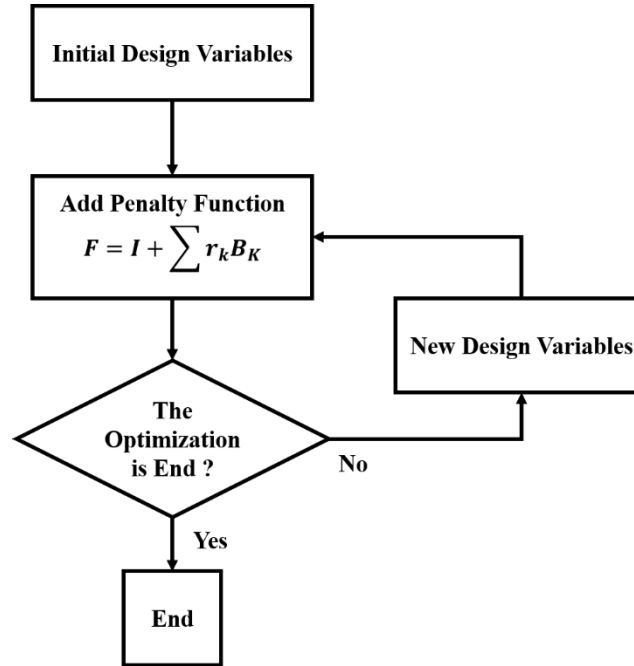 Initial Design Variables
Add Penalty Function
F = I + ∑ r_k B_K
New Design Variables
The
Optimization
is End ?
No
Yes
End